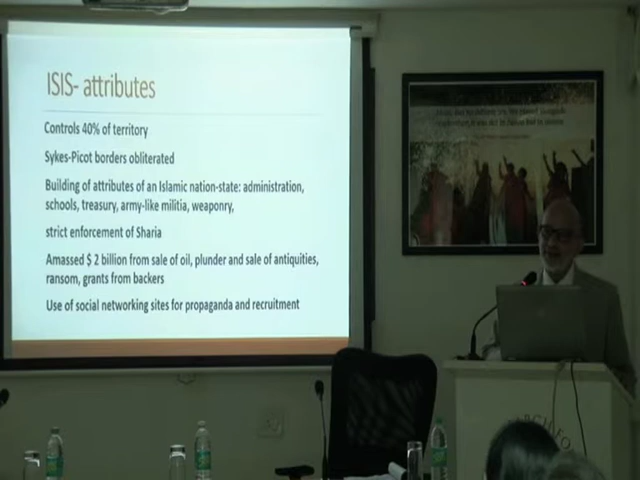 ISIS- attributes
Controls 40% of territory
Sykes-Picot borders obliterated
Building of attributes of an Islamic nation-state: administration,
schools, treasury, army-like militia, weaponry,
strict enforcement of Sharia
Amassed $ 2 billion from sale of oil, plunder and sale of antiquities,
ransom, grants from backers
Use of social networking sites for propaganda and recruitment